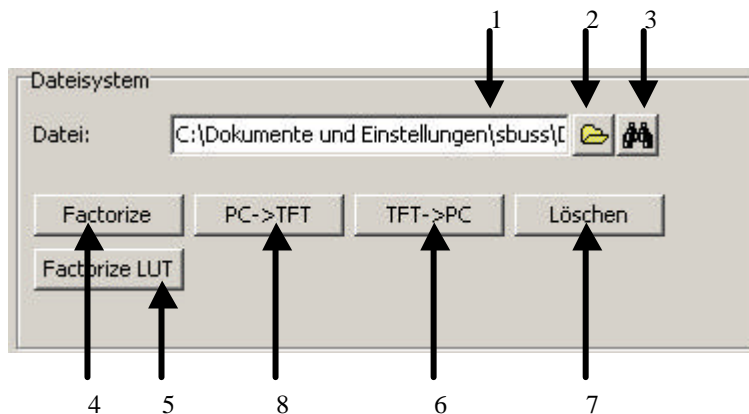 1 2 3
Dateisystem
Datei: C:\Dokumente und Einstellungen\sbuss\D
Factorize PC->TFT TFT->PC Löschen
Factorize LUT
4 5 8 6 7